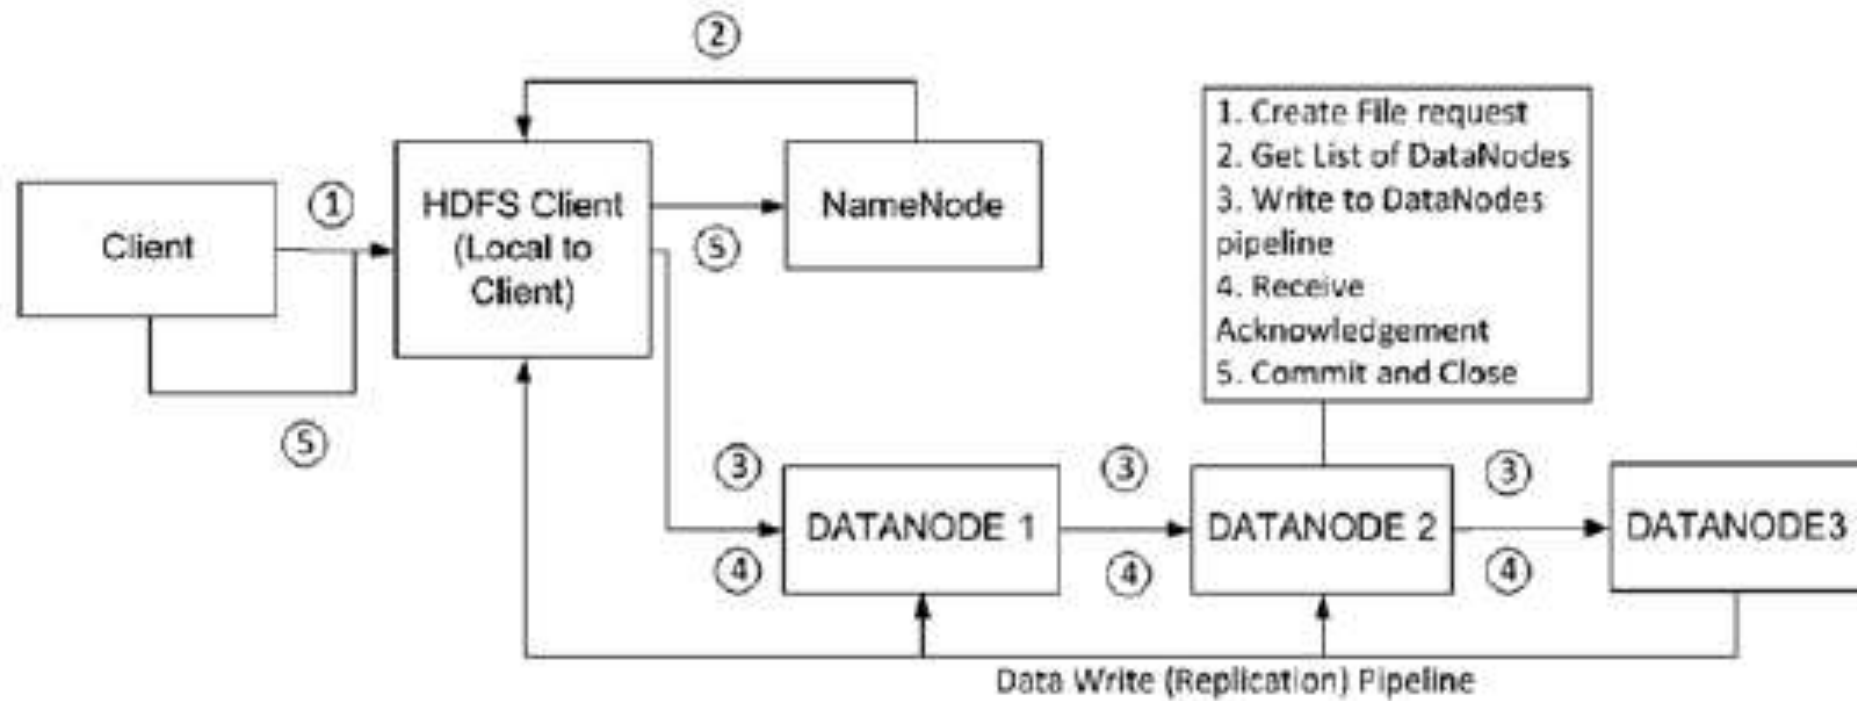 ②
1. Create File request
2. Get List of DataNodes
3. Write to DataNodes
pipeline
4. Receive
Acknowledgement
5. Commit and Close
Client
①
HDFS Client
(Local to
Client)
⑤
NameNode
⑤
③
③
③
DATANODE 1
DATANODE 2
DATANODE3
④
④
④
Data Write (Replication) Pipeline